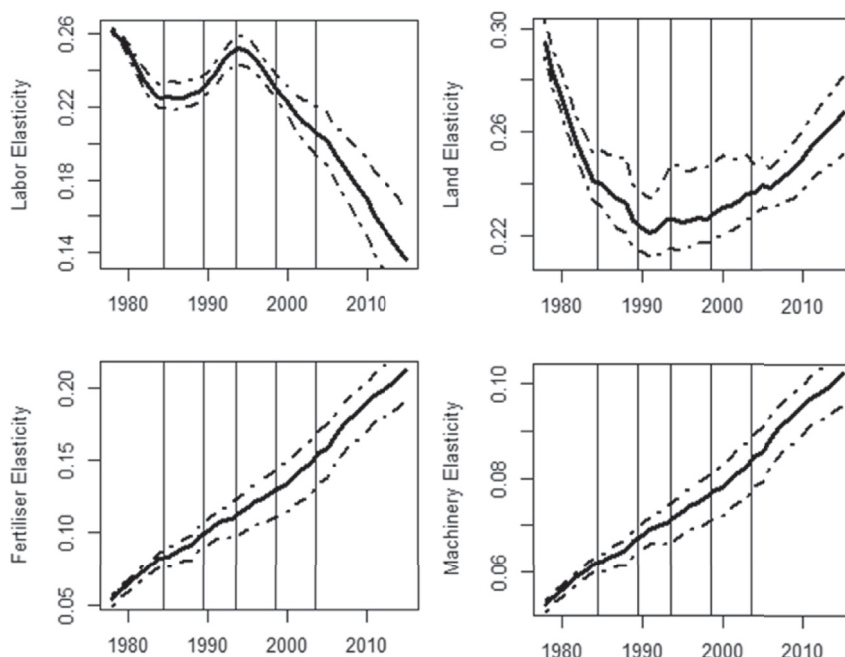 Labor Elasticity
0.26
0.22
0.18
0.14
1980 1990 2000 2010
Land Elasticity
0.30
0.26
0.22
1980 1990 2000 2010
Fertiliser Elasticity
0.20
0.15
0.10
0.05
1980 1990 2000 2010
Machinery Elasticity
0.10
0.08
0.06
1980 1990 2000 2010